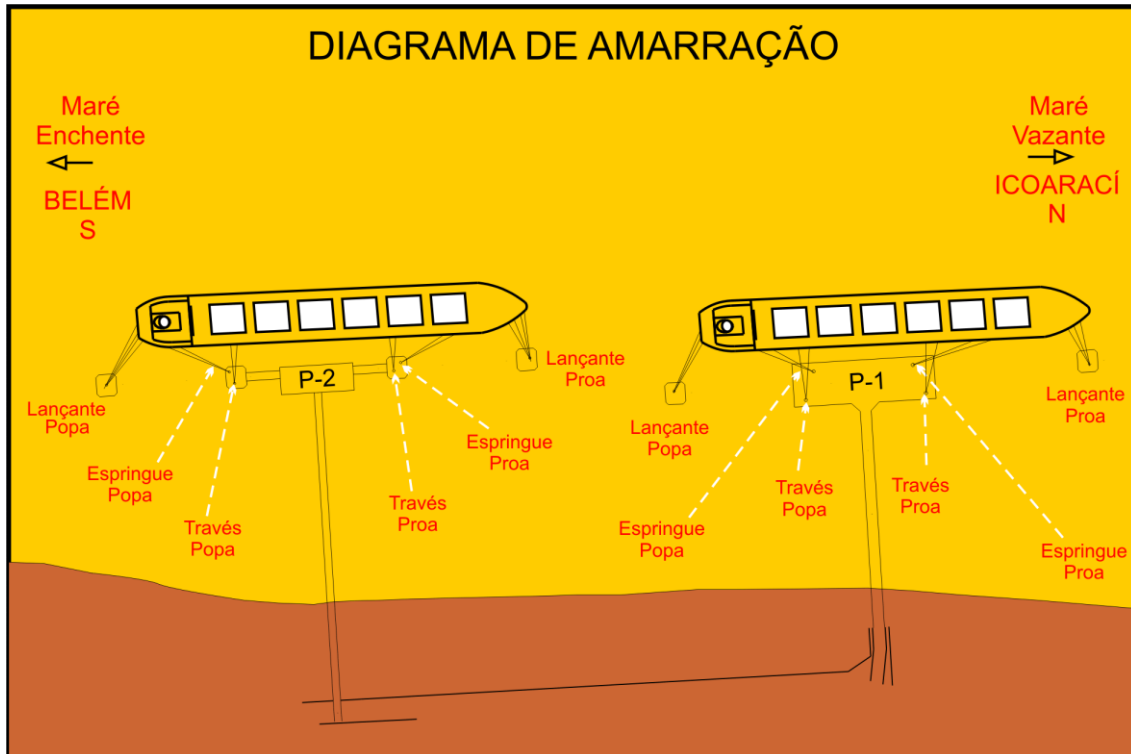 DIAGRAMA DE AMARRAÇÃO
Maré
Enchente
BELÉM
S
Maré
Vazante
ICOARACÍ
N
P-2
Lançante
Popa
Lançante
Proa
Espringue
Popa
Través
Popa
Través
Proa
Espringue
Proa
P-1
Lançante
Popa
Lançante
Proa
Espringue
Popa
Través
Popa
Través
Proa
Espringue
Proa